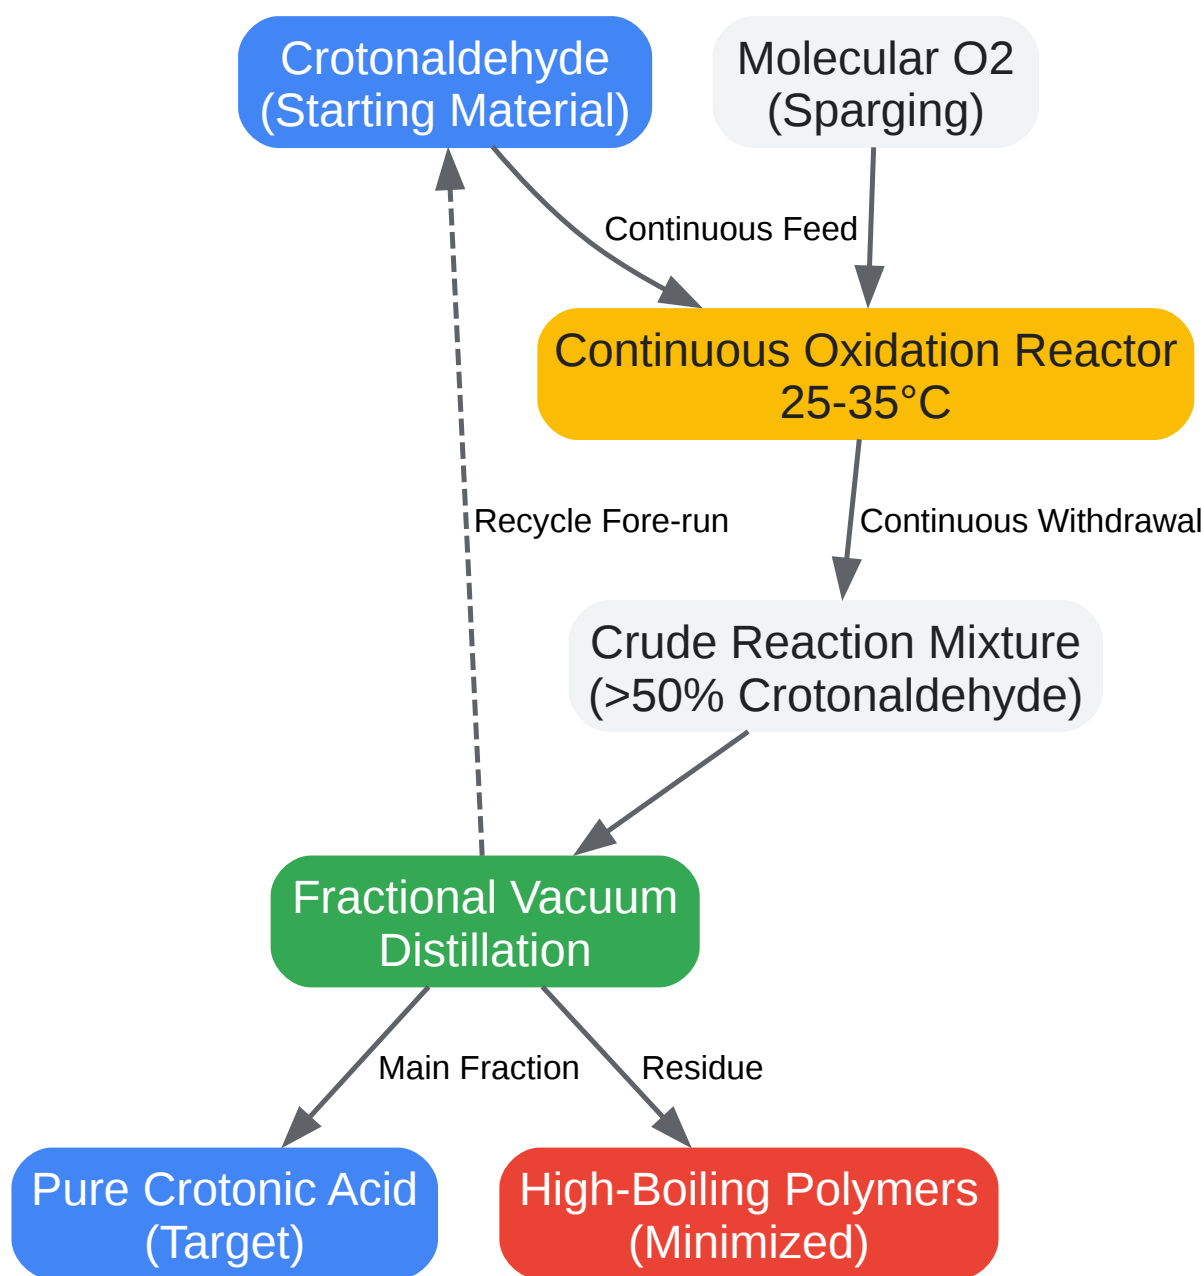 Crotonaldehyde
(Starting Material)
Molecular O2
(Sparging)
Continuous Feed
Continuous Oxidation Reactor
25-35°C
Recycle Fore-run
Continuous Withdrawal
Crude Reaction Mixture
(>50% Crotonaldehyde)
Fractional Vacuum
Distillation
Main Fraction
Residue
Pure Crotonic Acid
(Target)
High-Boiling Polymers
(Minimized)